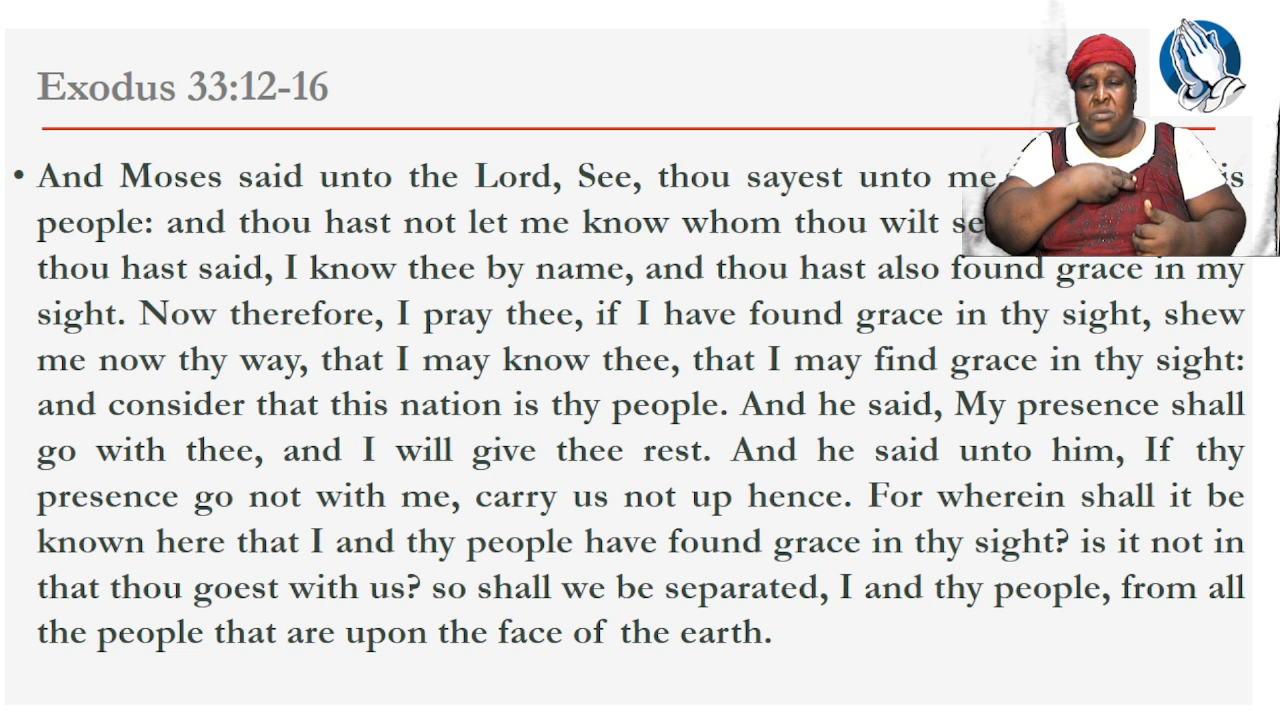 Exodus 33:12-16
• And Moses said unto the Lord, See, thou sayest unto me, is
people: and thou hast not let me know whom thou wilt
thou hast said, I know thee by name, and thou hast also found grace in my
sight. Now therefore, I pray thee, if I have found grace in thy sight, shew
me now thy way, that I may know thee, that I may find grace in thy sight:
and consider that this nation is thy people. And he said, My presence shall
go with thee, and I will give thee rest. And he said unto him, If thy
presence go not with me, carry us not up hence. For wherein shall it be
known here that I and thy people have found grace in thy sight? is it not in
that thou goest with us? so shall we be separated, I and thy people, from all
the people that are upon the face of the earth.